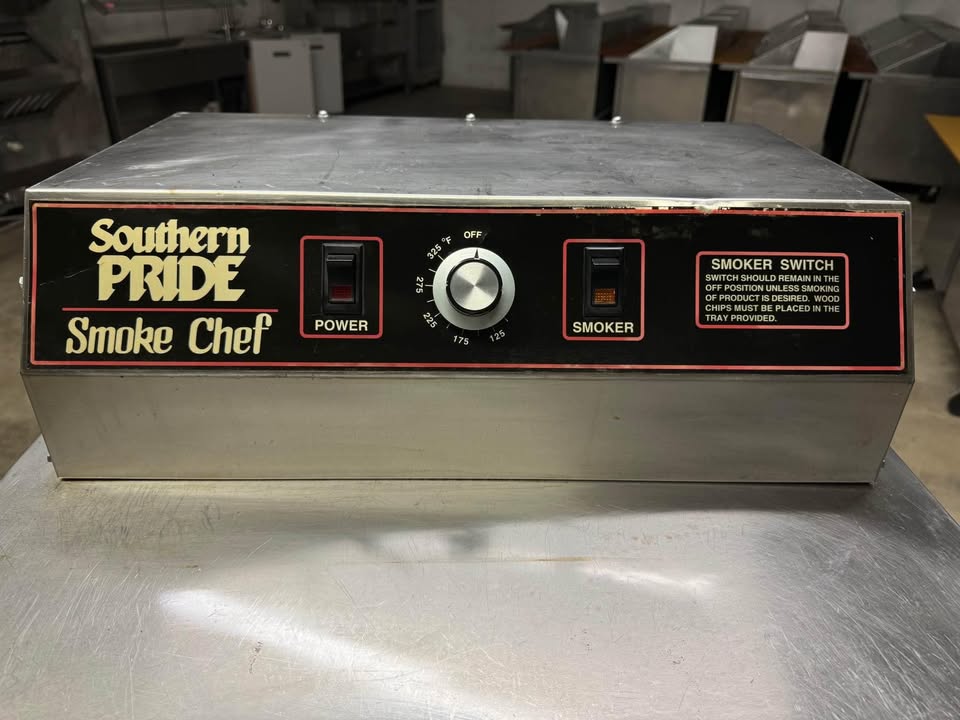 Southern
PRIDE
Smoke Chef
POWER
OFF
325 °F
275
225
175
125
SMOKER
SMOKER SWITCH
SWITCH SHOULD REMAIN IN THE
OFF POSITION UNLESS SMOKING
OF PRODUCT IS DESIRED. WOOD
CHIPS MUST BE PLACED IN THE
TRAY PROVIDED.